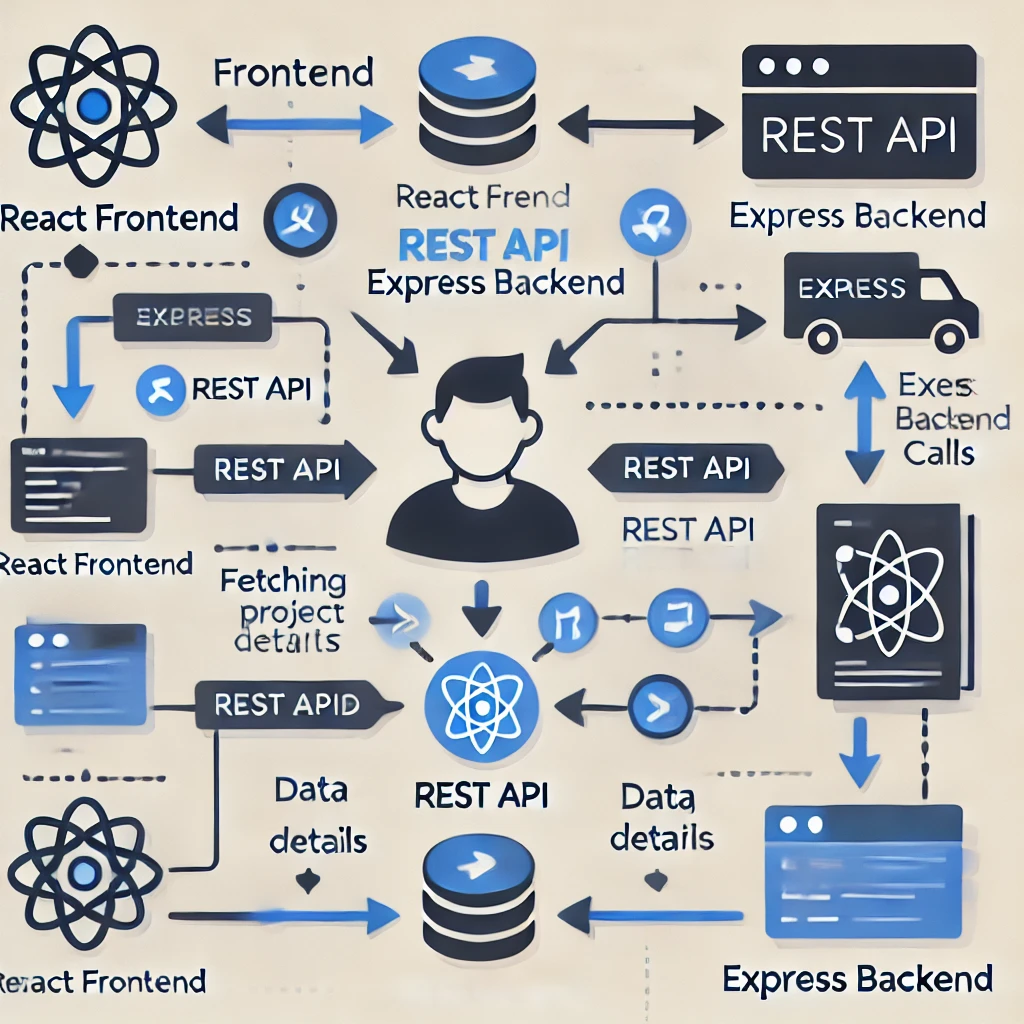 Frontend
REST API
React Frontend
React Frend
REST API
Express Backend
Express Backend
EXPRESS
EXPRESS
REST API
Exes
Backend
Calls
REST API
REST API
REST API
React Frontend
Fetching
project
details
REST APID
REST API
Data
details
Data
details
React Frontend
Express Backend